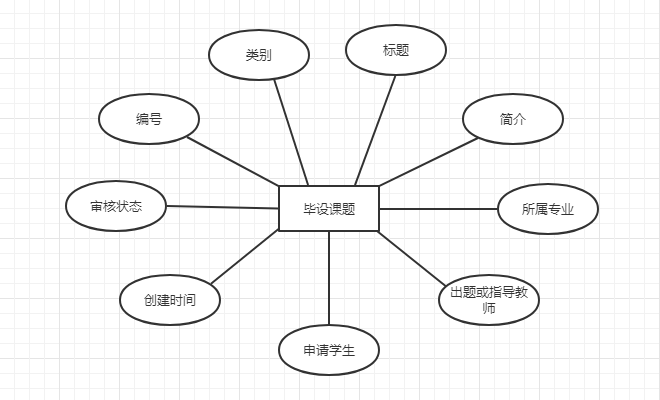 类别
标题
编号
简介
审核状态
毕设课题
所属专业
创建时间
出题或指导教
师
申请学生